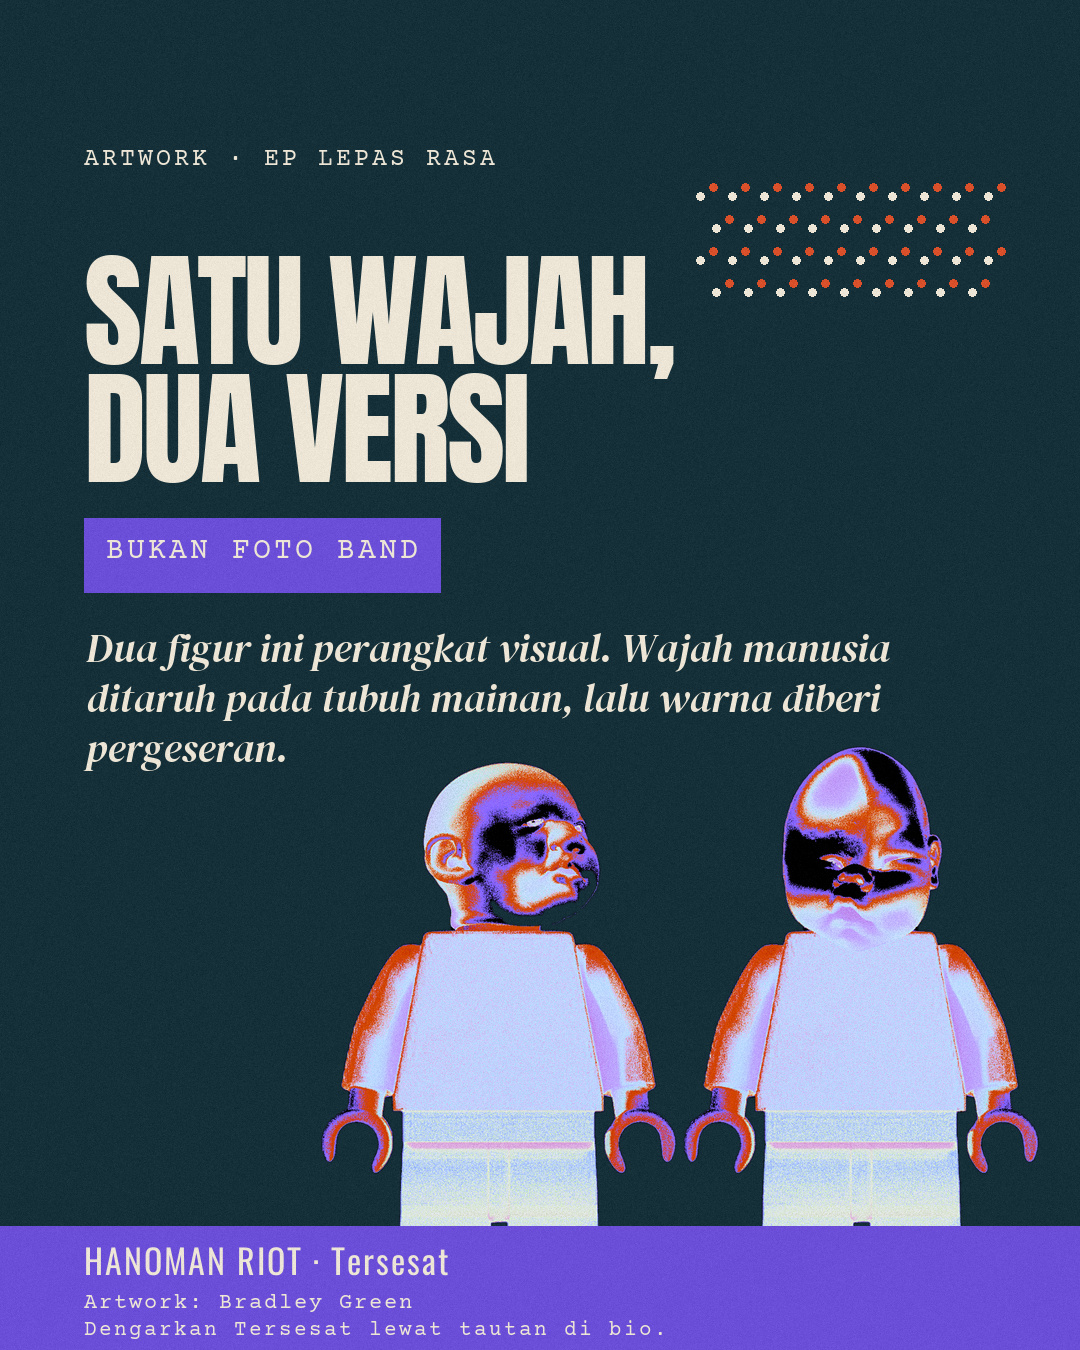 ARTWORK · EP LEPAS RASA
SATU WAJAH,
DUA VERSI
BUKAN FOTO BAND
Dua figur ini perangkat visual. Wajah manusia
ditaruh pada tubuh mainan, lalu warna diberi
pergeseran.
HANOMAN RIOT · Tersesat
Artwork: Bradley Green
Dengarkan Tersesat lewat tautan di bio.